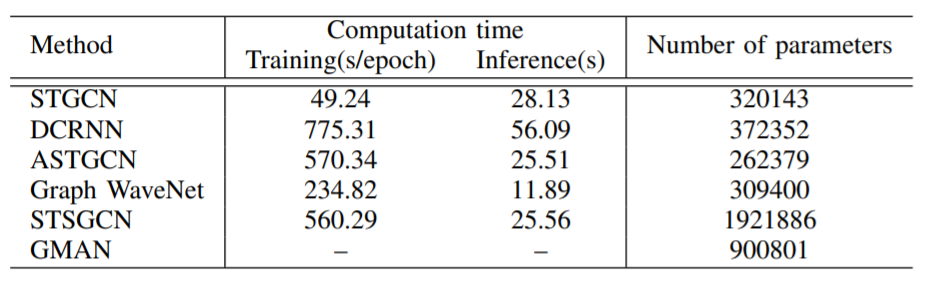 Method Computation time Number of parameters
Training(s/epoch) Inference(s)
STGCN 49.24 28.13 320143
DCRNN 775.31 56.09 372352
ASTGCN 570.34 25.51 262379
Graph WaveNet 234.82 11.89 309400
STSGCN 560.29 25.56 1921886
GMAN – – 900801